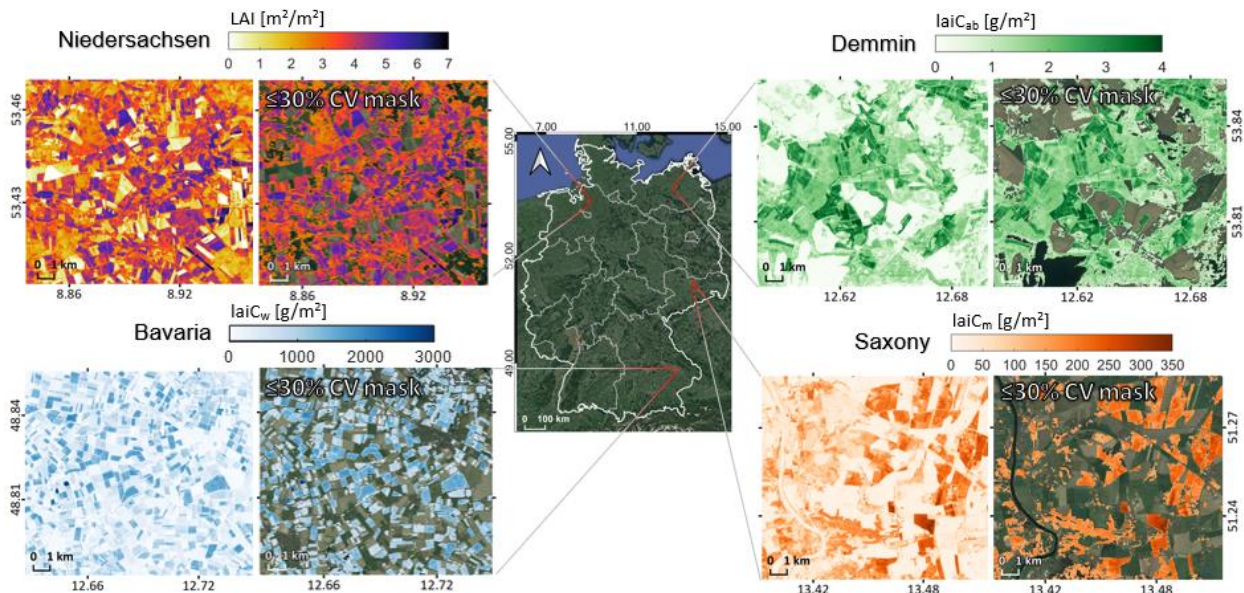 LAI [m²/m²]
Niedersachsen
0 1 2 3 4 5 6 7
≤30% CV mask
53.46
53.43
0 1 km
0 1 km
8.86 8.92
8.86 8.92
laiCab [g/m²]
Demmin
0 1 2 3 4
≤30% CV mask
53.84
53.81
0 1 km
0 1 km
12.62 12.68
12.62 12.68
7.00 11.00 15.00
55.00
52.00
49.00
0 100 km
laiCw [g/m²]
Bavaria
0 1000 2000 3000
≤30% CV mask
48.84
48.81
0 1 km
0 1 km
12.66 12.72
12.66 12.72
laiCm [g/m²]
Saxony
0 50 100 150 200 250 300 350
≤30% CV mask
51.27
51.24
0 1 km
0 1 km
13.42 13.48
13.42 13.48